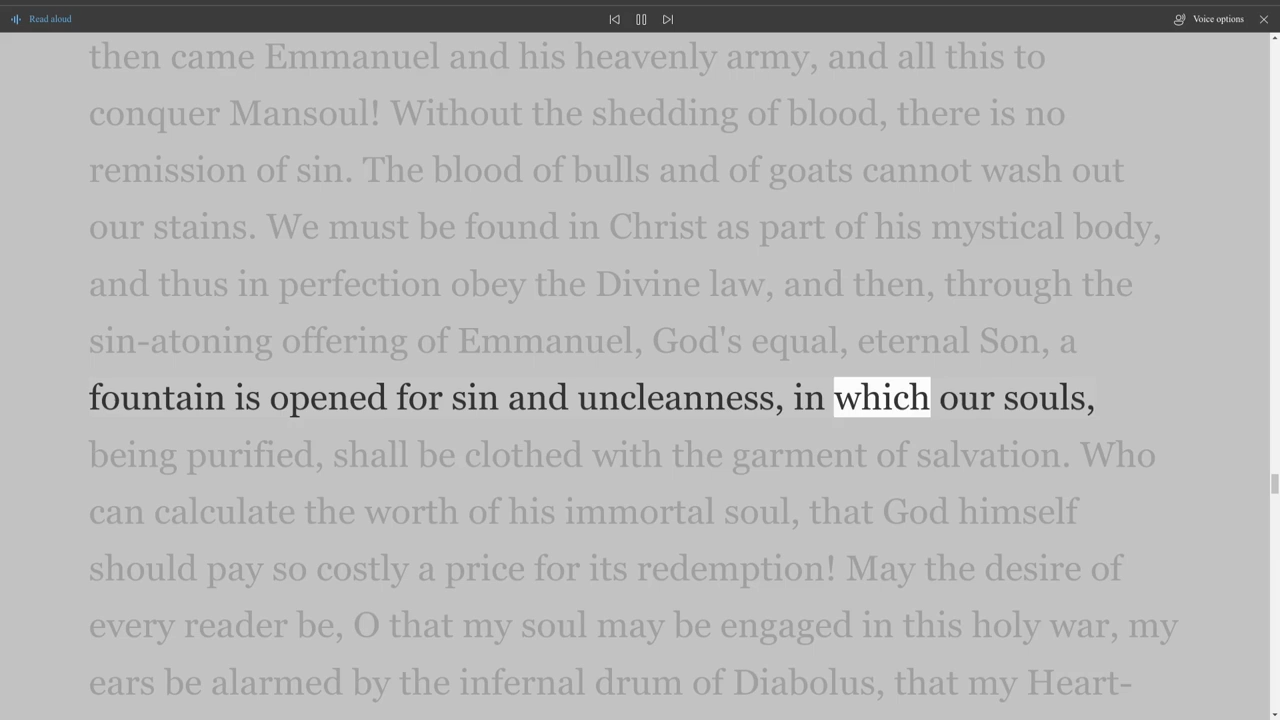 Read aloud
Voice options
then came Emmanuel and his heavenly army, and all this to
conquer Mansoul! Without the shedding of blood, there is no
remission of sin. The blood of bulls and of goats cannot wash out
our stains. We must be found in Christ as part of his mystical body,
and thus in perfection obey the Divine law, and then, through the
sin-atoning offering of Emmanuel, God's equal, eternal Son, a
fountain is opened for sin and uncleanness, in which our souls,
being purified, shall be clothed with the garment of salvation. Who
can calculate the worth of his immortal soul, that God himself
should pay so costly a price for its redemption! May the desire of
every reader be, O that my soul may be engaged in this holy war, my
ears be alarmed by the infernal drum of Diabolus, that my Heart-